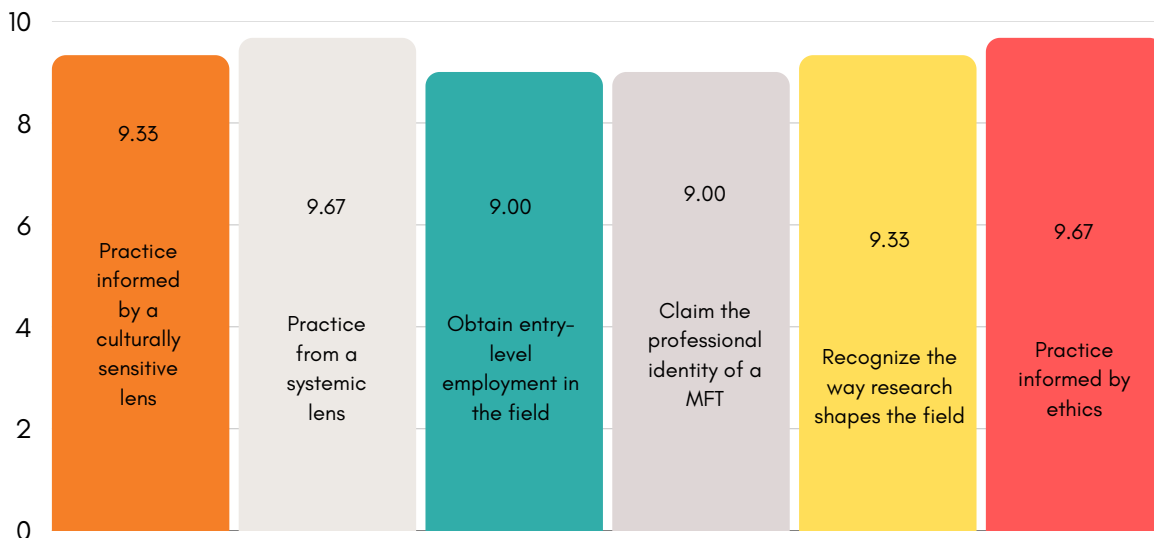 10
8
6
4
2
0
9.33
Practice
informed
by a
culturally
sensitive
lens
9.67
Practice
from a
systemic
lens
9.00
Obtain entry-
level
employment in
the field
9.00
Claim the
professional
identity of a
MFT
9.33
Recognize the
way research
shapes the field
9.67
Practice
informed by
ethics